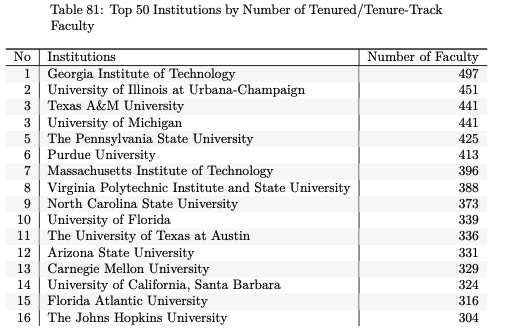 Table 81: Top 50 Institutions by Number of Tenured/Tenure-Track
Faculty
No Institutions Number of Faculty
1 Georgia Institute of Technology 497
2 University of Illinois at Urbana-Champaign 451
3 Texas A&M University 441
3 University of Michigan 441
5 The Pennsylvania State University 425
6 Purdue University 413
7 Massachusetts Institute of Technology 396
8 Virginia Polytechnic Institute and State University 388
9 North Carolina State University 373
10 University of Florida 339
11 The University of Texas at Austin 336
12 Arizona State University 331
13 Carnegie Mellon University 329
14 University of California, Santa Barbara 324
15 Florida Atlantic University 316
16 The Johns Hopkins University 304